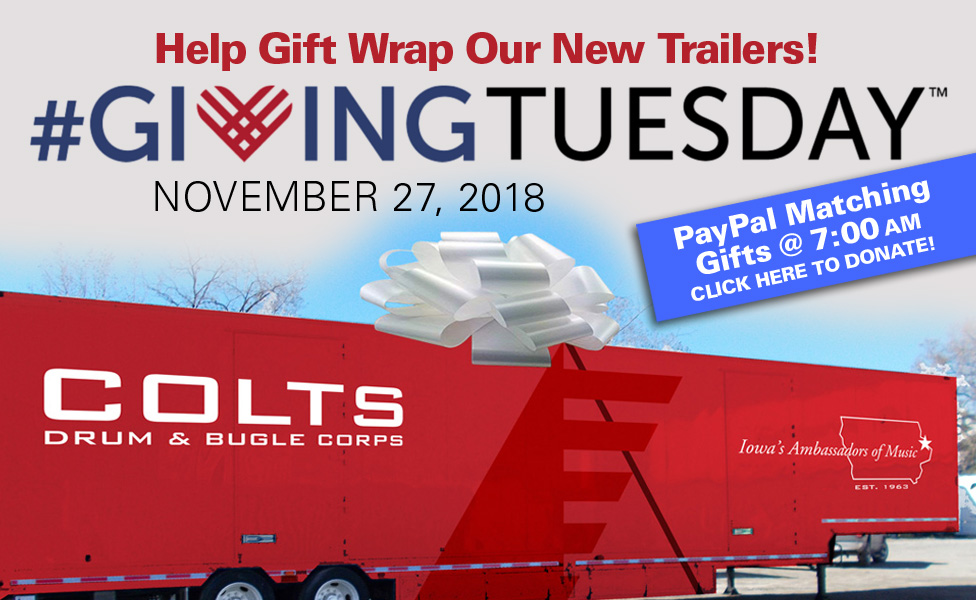 Help Gift Wrap Our New Trailers!
#GIVINGTUESDAY™
NOVEMBER 27, 2018
PayPal Matching
Gifts @ 7:00 AM
CLICK HERE TO DONATE!
COLTS
DRUM & BUGLE CORPS
Iowa's Ambassadors of Music
EST. 1963